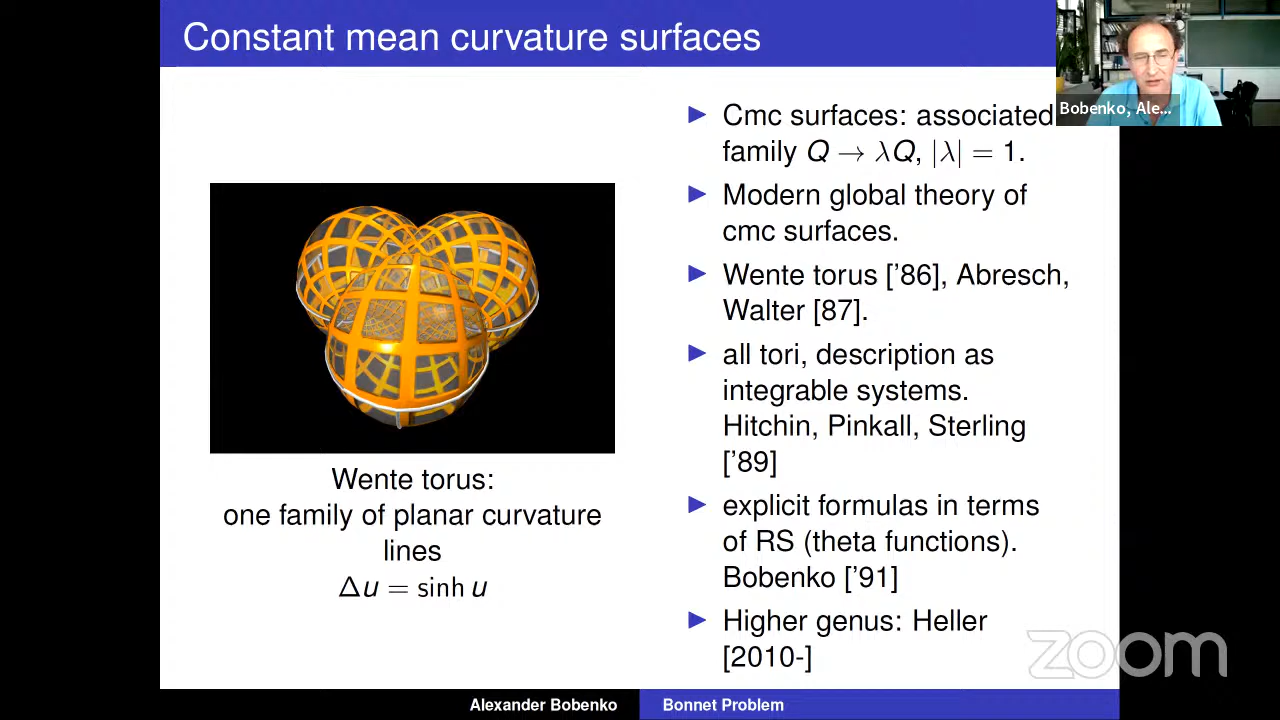 Constant mean curvature surfaces
Bobenko, Ale...
Wente torus:
one family of planar curvature
lines
Δu = sinh u
▶ Cmc surfaces: associated
family Q → λQ, |λ| = 1.
▶ Modern global theory of
cmc surfaces.
▶ Wente torus ['86], Abresch,
Walter [87].
▶ all tori, description as
integrable systems.
Hitchin, Pinkall, Sterling
['89]
▶ explicit formulas in terms
of RS (theta functions).
Bobenko ['91]
▶ Higher genus: Heller
[2010-]
zoom
Alexander Bobenko
Bonnet Problem